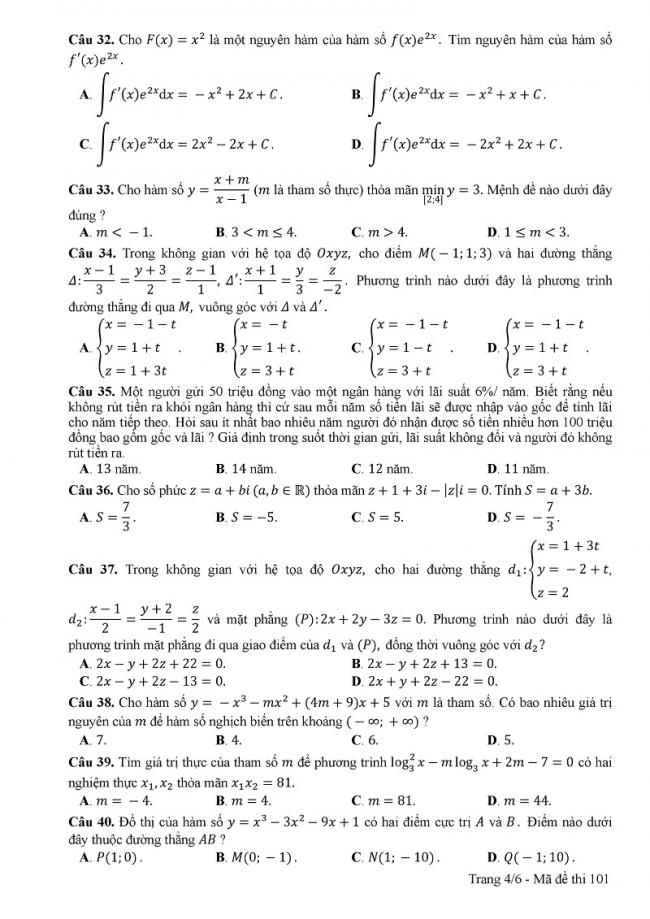 Câu 32. Cho F(x) = x² là một nguyên hàm của hàm số f(x)e²ˣ. Tìm nguyên hàm của hàm số
f′(x)e²ˣ.
A. ∫f′(x)e²ˣdx = − x² + 2x + C. B. ∫f′(x)e²ˣdx = − x² + x + C.
C. ∫f′(x)e²ˣdx = 2x² − 2x + C. D. ∫f′(x)e²ˣdx = − 2x² + 2x + C.
Câu 33. Cho hàm số y = (x + m)/(x − 1) (m là tham số thực) thỏa mãn min[2;4] y = 3. Mệnh đề nào dưới đây
đúng ?
A. m < − 1. B. 3 < m ≤ 4. C. m > 4. D. 1 ≤ m < 3.
Câu 34. Trong không gian với hệ tọa độ Oxyz, cho điểm M( − 1; 1; 3) và hai đường thẳng
Δ: (x − 1)/3 = (y + 3)/2 = (z − 1)/1, Δ′: (x + 1)/1 = y/3 = z/−2. Phương trình nào dưới đây là phương trình
đường thẳng đi qua M, vuông góc với Δ và Δ′.
A. {x = − 1 − t B. {x = − t C. {x = − 1 − t D. {x = − 1 − t
y = 1 + t . y = 1 + t . y = 1 − t . y = 1 + t .
z = 1 + 3t z = 3 + t z = 3 + t z = 3 + t
Câu 35. Một người gửi 50 triệu đồng vào một ngân hàng với lãi suất 6%/ năm. Biết rằng nếu
không rút tiền ra khỏi ngân hàng thì cứ sau mỗi năm số tiền lãi sẽ được nhập vào gốc để tính lãi
cho năm tiếp theo. Hỏi sau ít nhất bao nhiêu năm người đó nhận được số tiền nhiều hơn 100 triệu
đồng bao gồm gốc và lãi ? Giả định trong suốt thời gian gửi, lãi suất không đổi và người đó không
rút tiền ra.
A. 13 năm. B. 14 năm. C. 12 năm. D. 11 năm.
Câu 36. Cho số phức z = a + bi (a, b ∈ ℝ) thỏa mãn z + 1 + 3i − |z|i = 0. Tính S = a + 3b.
A. S = 7/3. B. S = −5. C. S = 5. D. S = − 7/3.
Câu 37. Trong không gian với hệ tọa độ Oxyz, cho hai đường thẳng d₁: {x = 1 + 3t
y = − 2 + t,
z = 2
d₂: (x − 1)/2 = (y + 2)/−1 = z/2 và mặt phẳng (P): 2x + 2y − 3z = 0. Phương trình nào dưới đây là
phương trình mặt phẳng đi qua giao điểm của d₁ và (P), đồng thời vuông góc với d₂?
A. 2x − y + 2z + 22 = 0. B. 2x − y + 2z + 13 = 0.
C. 2x − y + 2z − 13 = 0. D. 2x + y + 2z − 22 = 0.
Câu 38. Cho hàm số y = − x³ − mx² + (4m + 9)x + 5 với m là tham số. Có bao nhiêu giá trị
nguyên của m để hàm số nghịch biến trên khoảng ( − ∞; + ∞) ?
A. 7. B. 4. C. 6. D. 5.
Câu 39. Tìm giá trị thực của tham số m để phương trình log₃²x − m log₃ x + 2m − 7 = 0 có hai
nghiệm thực x₁, x₂ thỏa mãn x₁x₂ = 81.
A. m = − 4. B. m = 4. C. m = 81. D. m = 44.
Câu 40. Đồ thị của hàm số y = x³ − 3x² − 9x + 1 có hai điểm cực trị A và B. Điểm nào dưới
đây thuộc đường thẳng AB ?
A. P(1; 0). B. M(0; − 1). C. N(1; − 10). D. Q( − 1; 10).
Trang 4/6 - Mã đề thi 101